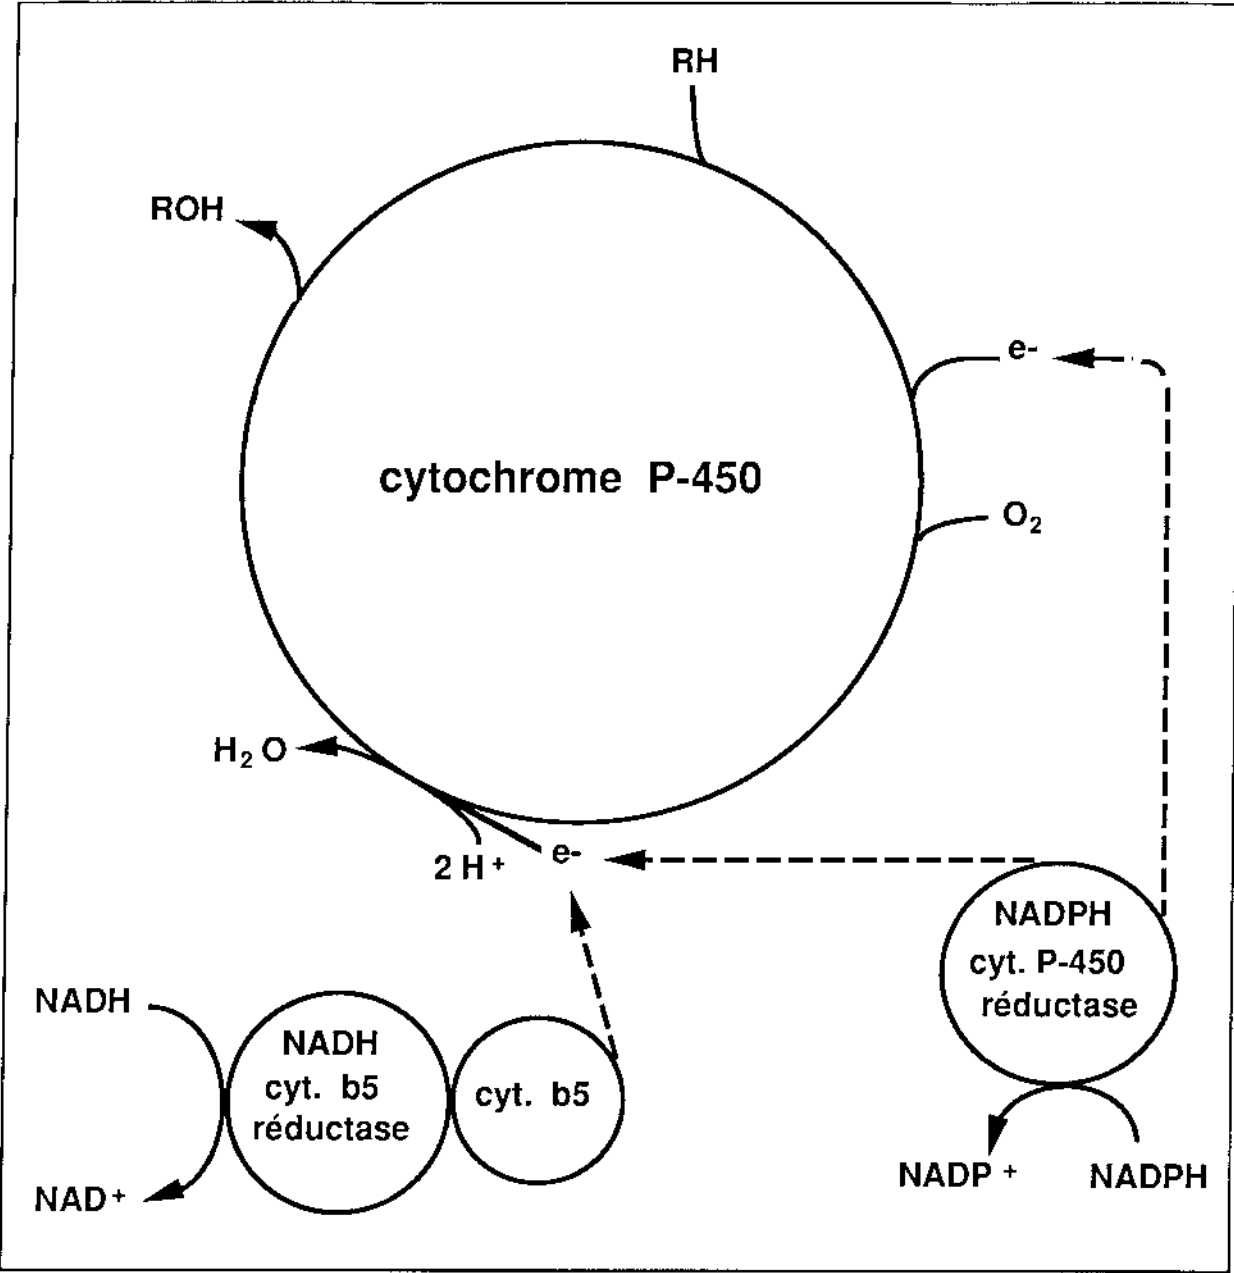 RH
ROH
e-
cytochrome P-450
O2
H2O
2 H+
e-
NADPH
cyt. P-450
réductase
NADH
NADH
cyt. b5
réductase
cyt. b5
NAD+
NADP+
NADPH